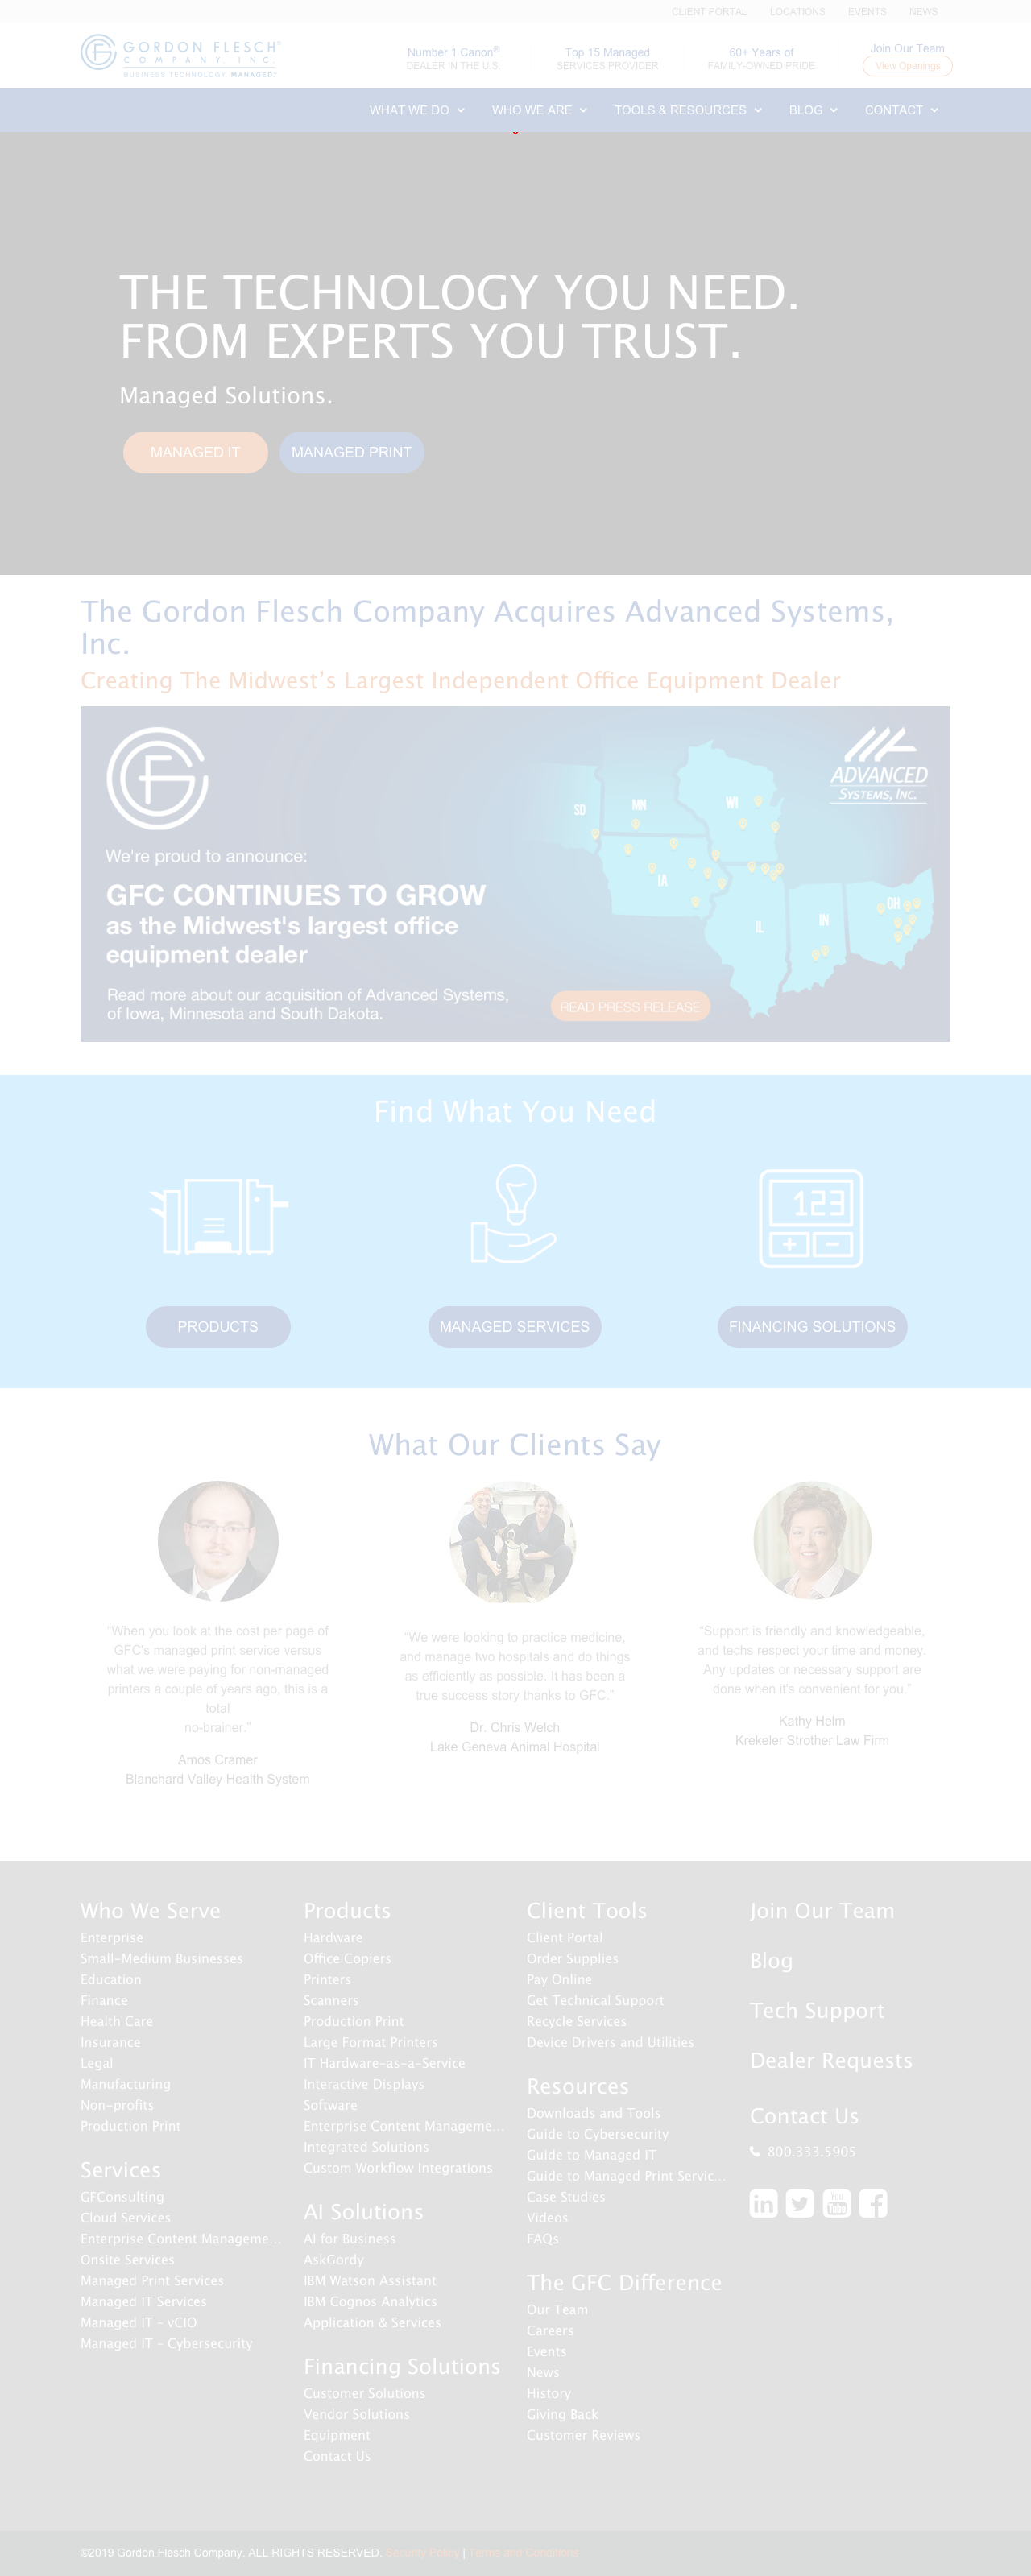 CLIENT PORTAL LOCATIONS EVENTS NEWS
GORDON FLESCH®
COMPANY, INC.
BUSINESS TECHNOLOGY, MANAGED.®
Number 1 Canon®
DEALER IN THE U.S.
Top 15 Managed
SERVICES PROVIDER
60+ Years of
FAMILY-OWNED PRIDE
Join Our Team
View Openings
WHAT WE DO WHO WE ARE TOOLS & RESOURCES BLOG CONTACT
THE TECHNOLOGY YOU NEED.
FROM EXPERTS YOU TRUST.
Managed Solutions.
MANAGED IT MANAGED PRINT
The Gordon Flesch Company Acquires Advanced Systems,
Inc.
Creating The Midwest’s Largest Independent Office Equipment Dealer
ADVANCED
SYSTEMS, INC.
SD MN WI
IA IL IN OH
We're proud to announce:
GFC CONTINUES TO GROW
as the Midwest's largest office
equipment dealer
Read more about our acquisition of Advanced Systems,
of Iowa, Minnesota and South Dakota.
READ PRESS RELEASE
Find What You Need
123
PRODUCTS MANAGED SERVICES FINANCING SOLUTIONS
What Our Clients Say
“When you look at the cost per page of
GFC's managed print service versus
what we were paying for non-managed
printers a couple of years ago, this is a
total
no-brainer.”
Amos Cramer
Blanchard Valley Health System
“We were looking to practice medicine,
and manage two hospitals and do things
as efficiently as possible. It has been a
true success story thanks to GFC.”
Dr. Chris Welch
Lake Geneva Animal Hospital
“Support is friendly and knowledgeable,
and techs respect your time and money.
Any updates or necessary support are
done when it's convenient for you.”
Kathy Helm
Krekeler Strother Law Firm
Who We Serve
Enterprise
Small-Medium Businesses
Education
Finance
Health Care
Insurance
Legal
Manufacturing
Non-profits
Production Print
Services
GFConsulting
Cloud Services
Enterprise Content Manageme...
Onsite Services
Managed Print Services
Managed IT Services
Managed IT - vCIO
Managed IT - Cybersecurity
Products
Hardware
Office Copiers
Printers
Scanners
Production Print
Large Format Printers
IT Hardware-as-a-Service
Interactive Displays
Software
Enterprise Content Manageme...
Integrated Solutions
Custom Workflow Integrations
AI Solutions
AI for Business
AskGordy
IBM Watson Assistant
IBM Cognos Analytics
Application & Services
Financing Solutions
Customer Solutions
Vendor Solutions
Equipment
Contact Us
Client Tools
Client Portal
Order Supplies
Pay Online
Get Technical Support
Recycle Services
Device Drivers and Utilities
Resources
Downloads and Tools
Guide to Cybersecurity
Guide to Managed IT
Guide to Managed Print Servic...
Case Studies
Videos
FAQs
The GFC Difference
Our Team
Careers
Events
News
History
Giving Back
Customer Reviews
Join Our Team
Blog
Tech Support
Dealer Requests
Contact Us
800.333.5905
You
Tube
©2019 Gordon Flesch Company. ALL RIGHTS RESERVED. Security Policy | Terms and Conditions